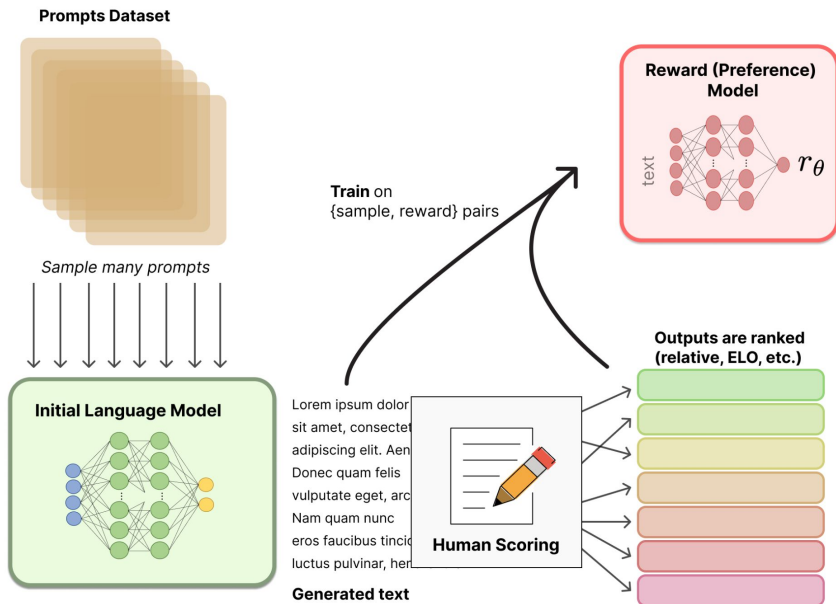 Prompts Dataset
Sample many prompts
Initial Language Model
Train on
{sample, reward} pairs
Reward (Preference)
Model
text
rθ
Outputs are ranked
(relative, ELO, etc.)
Lorem ipsum dolor
sit amet, consectet
adipiscing elit. Aen
Donec quam felis
vulputate eget, arc
Nam quam nunc
eros faucibus tincid
luctus pulvinar, her
Human Scoring
Generated text